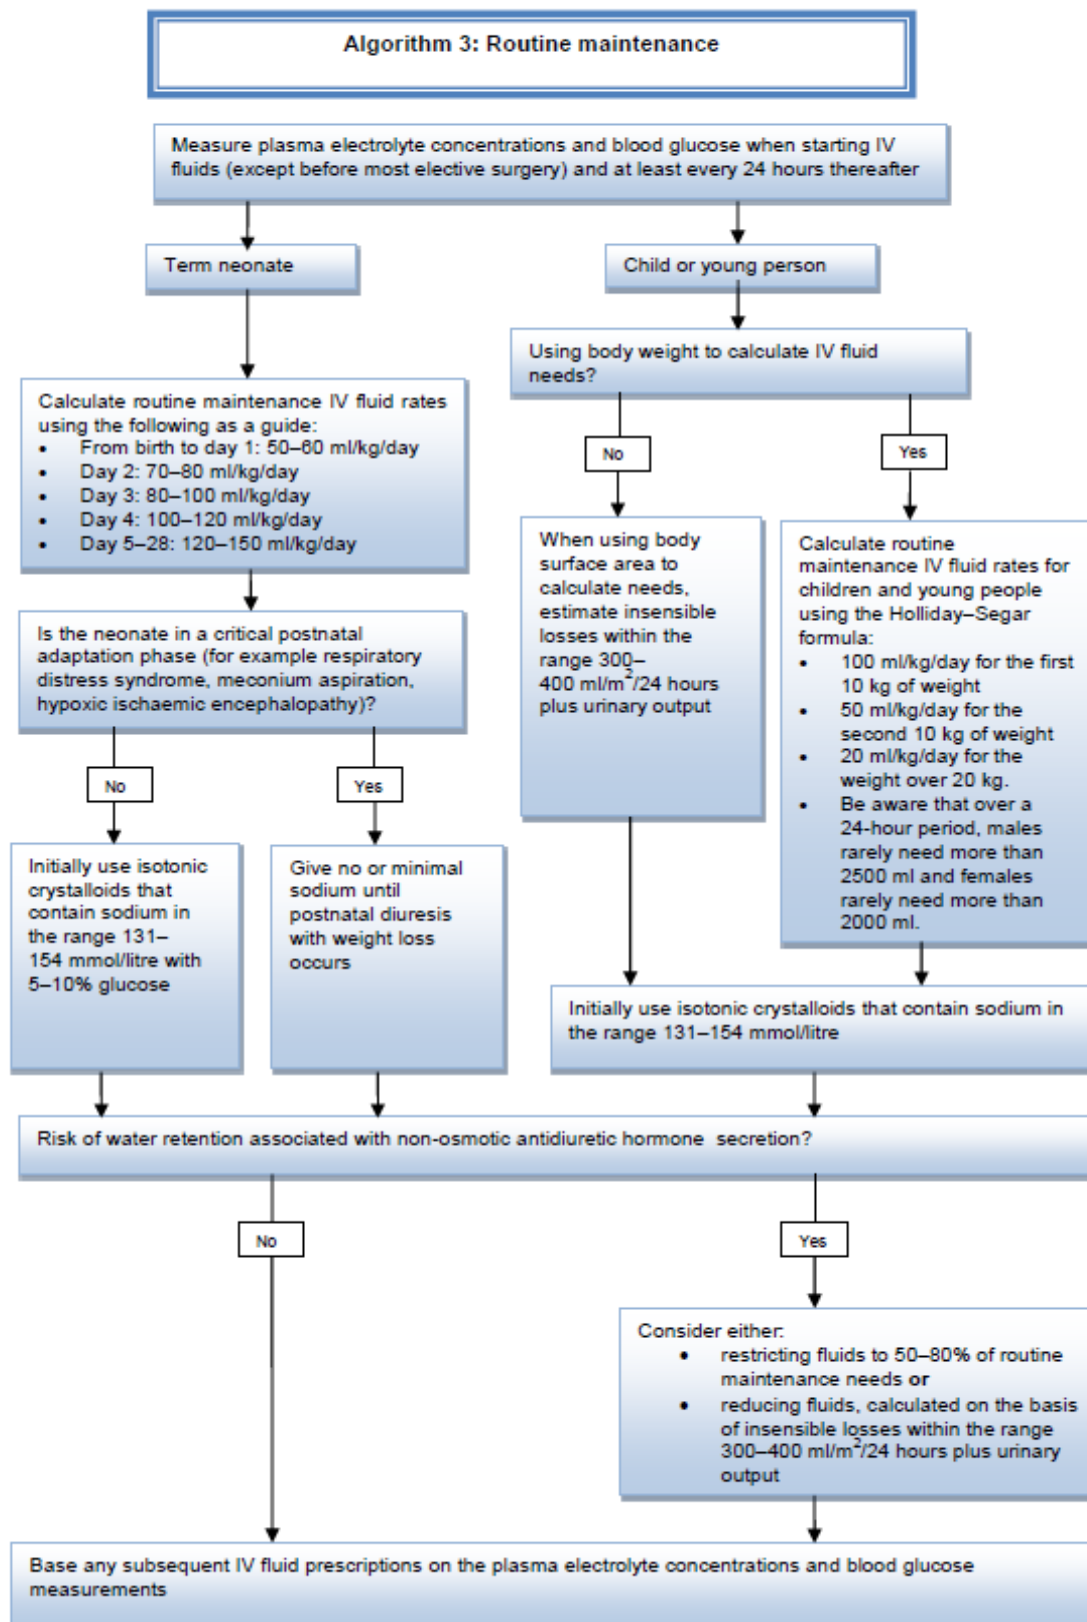 Algorithm 3: Routine maintenance
Measure plasma electrolyte concentrations and blood glucose when starting IV
fluids (except before most elective surgery) and at least every 24 hours thereafter
Term neonate
Child or young person
Using body weight to calculate IV fluid
needs?
Calculate routine maintenance IV fluid rates
using the following as a guide:
• From birth to day 1: 50–60 ml/kg/day
• Day 2: 70–80 ml/kg/day
• Day 3: 80–100 ml/kg/day
• Day 4: 100–120 ml/kg/day
• Day 5–28: 120–150 ml/kg/day
No
Yes
When using body
surface area to
calculate needs,
estimate insensible
losses within the
range 300–
400 ml/m²/24 hours
plus urinary output
Calculate routine
maintenance IV fluid rates for
children and young people
using the Holliday–Segar
formula:
• 100 ml/kg/day for the first
10 kg of weight
• 50 ml/kg/day for the
second 10 kg of weight
• 20 ml/kg/day for the
weight over 20 kg.
• Be aware that over a
24-hour period, males
rarely need more than
2500 ml and females
rarely need more than
2000 ml.
Is the neonate in a critical postnatal
adaptation phase (for example respiratory
distress syndrome, meconium aspiration,
hypoxic ischaemic encephalopathy)?
No
Yes
Initially use isotonic
crystalloids that
contain sodium in
the range 131–
154 mmol/litre with
5–10% glucose
Give no or minimal
sodium until
postnatal diuresis
with weight loss
occurs
Initially use isotonic crystalloids that contain sodium in
the range 131–154 mmol/litre
Risk of water retention associated with non-osmotic antidiuretic hormone secretion?
No
Yes
Consider either:
• restricting fluids to 50–80% of routine
maintenance needs or
• reducing fluids, calculated on the basis
of insensible losses within the range
300–400 ml/m²/24 hours plus urinary
output
Base any subsequent IV fluid prescriptions on the plasma electrolyte concentrations and blood glucose
measurements